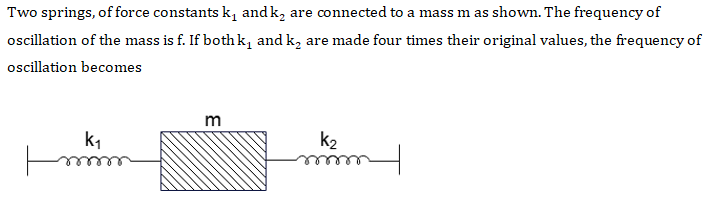 Two springs, of force constants k₁ and k₂ are connected to a mass m as shown. The frequency of
oscillation of the mass is f. If both k₁ and k₂ are made four times their original values, the frequency of
oscillation becomes
m
k₁
k₂